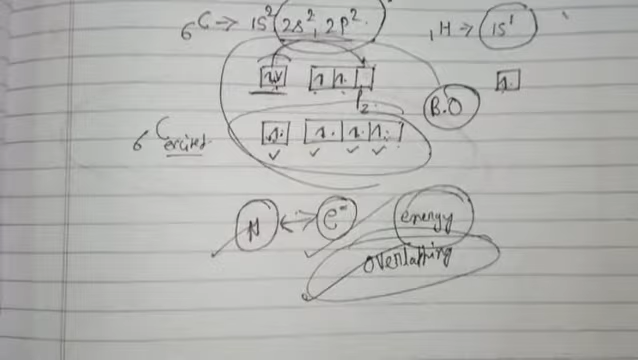 ₆C → 1s² 2s², 2p². ₁H → 1s¹
B.O
₆C excited
N ↔ e⁻ energy
overlapping